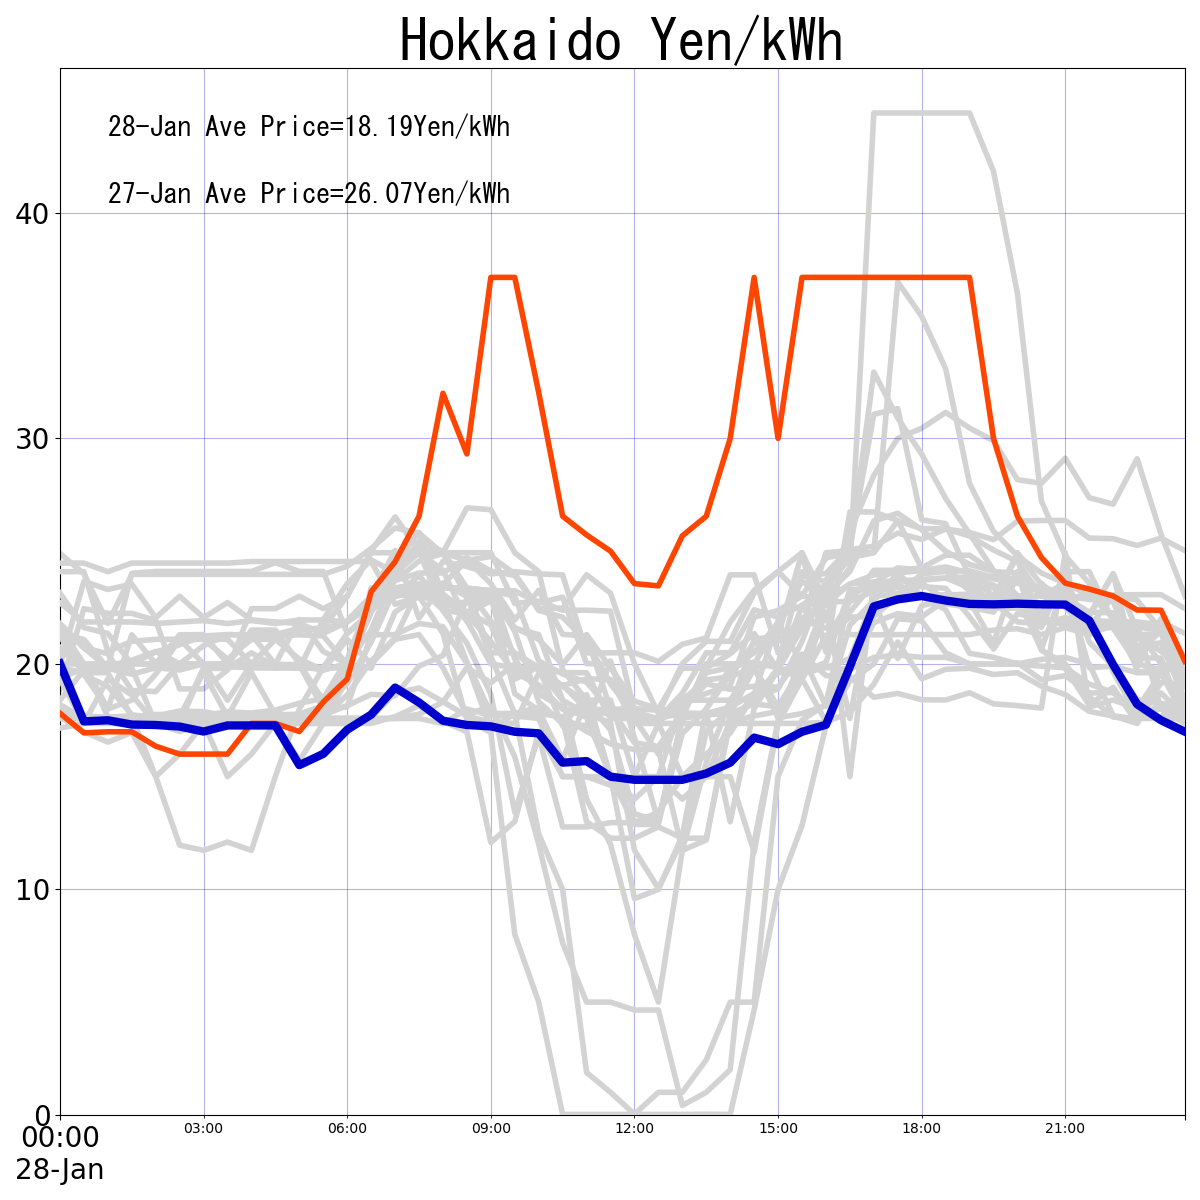 Hokkaido Yen/kWh
28-Jan Ave Price=18.19Yen/kWh
27-Jan Ave Price=26.07Yen/kWh
40
30
20
10
0
00:00 03:00 06:00 09:00 12:00 15:00 18:00 21:00
28-Jan